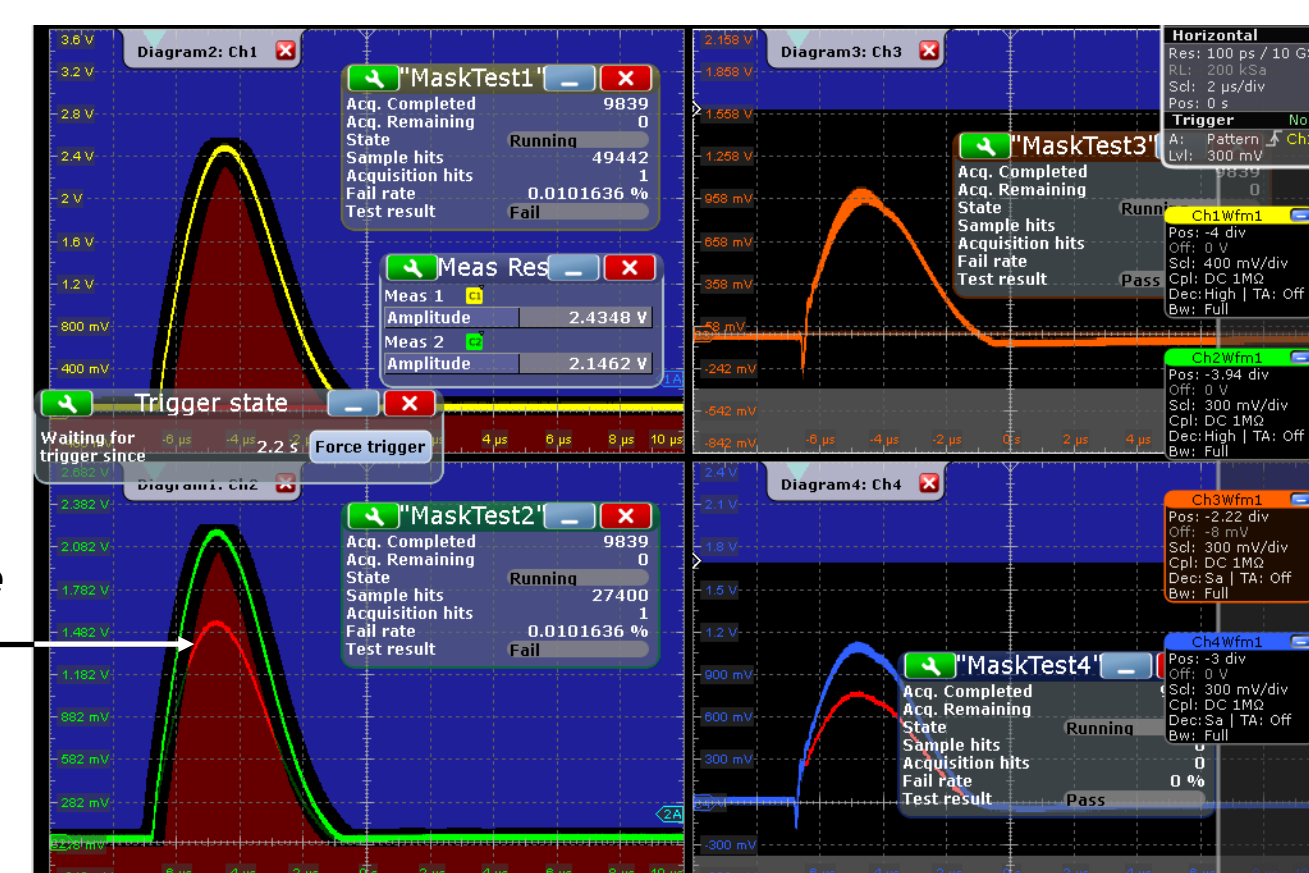 3.6 V
Diagram2: Ch1
3.2 V
2.8 V
2.4 V
2 V
1.6 V
1.2 V
800 mV
400 mV
"MaskTest1"
Acq. Completed 9839
Acq. Remaining 0
State Running
Sample hits 49442
Acquisition hits 1
Fail rate 0.0101636 %
Test result Fail
Meas Res
Meas 1 C1
Amplitude 2.4348 V
Meas 2 C2
Amplitude 2.1462 V
1A
Trigger state
Waiting for
trigger since 2.2 s Force trigger
-6 µs -4 µs 4 µs 6 µs 8 µs 10 µs
2.158 V
Diagram3: Ch3
1.858 V
1.558 V
1.258 V
958 mV
658 mV
358 mV
58 mV
-242 mV
-542 mV
-842 mV
-6 µs -4 µs -2 µs 0 s 2 µs 4 µs
"MaskTest3"
Acq. Completed 9839
Acq. Remaining 0
State
Sample hits
Acquisition hits
Fail rate
Test result Pass
Horizontal
Res: 100 ps / 10 G
RL: 200 kSa
Scl: 2 µs/div
Pos: 0 s
Trigger No
A: Pattern
Lvl: 300 mV
Ch1Wfm1
Pos: -4 div
Off: 0 V
Scl: 400 mV/div
Cpl: DC 1MΩ
Dec: High | TA: Off
Bw: Full
Ch2Wfm1
Pos: -3.94 div
Off: 0 V
Scl: 300 mV/div
Cpl: DC 1MΩ
Dec: High | TA: Off
Bw: Full
Ch3Wfm1
Pos: -2.22 div
Off: -8 mV
Scl: 300 mV/div
Cpl: DC 1MΩ
Dec: Sa | TA: Off
Bw: Full
Ch4Wfm1
Pos: -3 div
Off: 0 V
Scl: 300 mV/div
Cpl: DC 1MΩ
Dec: Sa | TA: Off
Bw: Full
2.682 V
Diagram1: Ch2
2.382 V
2.082 V
1.782 V
1.482 V
1.182 V
882 mV
582 mV
282 mV
"MaskTest2"
Acq. Completed 9839
Acq. Remaining 0
State Running
Sample hits 27400
Acquisition hits 1
Fail rate 0.0101636 %
Test result Fail
2A
2.4 V
Diagram4: Ch4
2.1 V
1.8 V
1.5 V
1.2 V
900 mV
600 mV
300 mV
-300 mV
"MaskTest4"
Acq. Completed
Acq. Remaining
State Running
Sample hits 0
Acquisition hits 0
Fail rate 0 %
Test result Pass
e